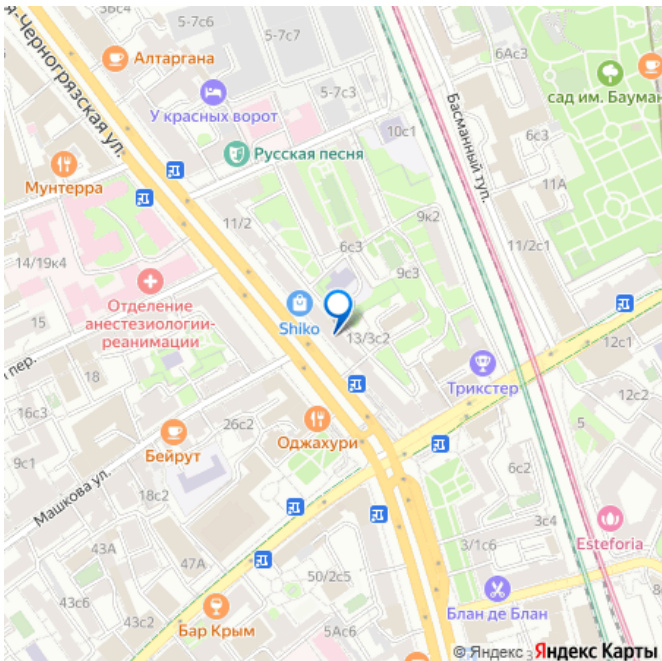 3Бс4
5-7с6
5-7с7
6Ас3
Алтаргана
я-Черногрязская ул.
У красных ворот
5-7с3
сад им. Бауман
Басманный туп.
10с1
6с3
Русская песня
Мунтерра
11А
11/2
9к2
11/2с1
6с3
14/19к4
9с3
Отделение
анестезиологии-
реанимации
Shiko
15
13/3с2
12с1
пер.
18
Трикстер
12с2
16с3
26с2
Оджахури
5
Бейрут
9с1
6с2
18с2
Машкова ул.
3с4
Esteforia
43А
47А
3/1с6
50/2с5
43с6
43с2
Блан де Блан
Бар Крым
5Ас6
© Яндекс
Яндекс Карты